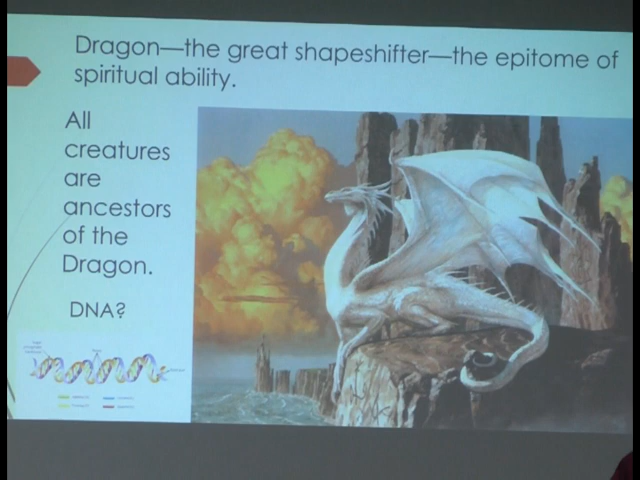 Dragon—the great shapeshifter—the epitome of
spiritual ability.
All
creatures
are
ancestors
of the
Dragon.
DNA?